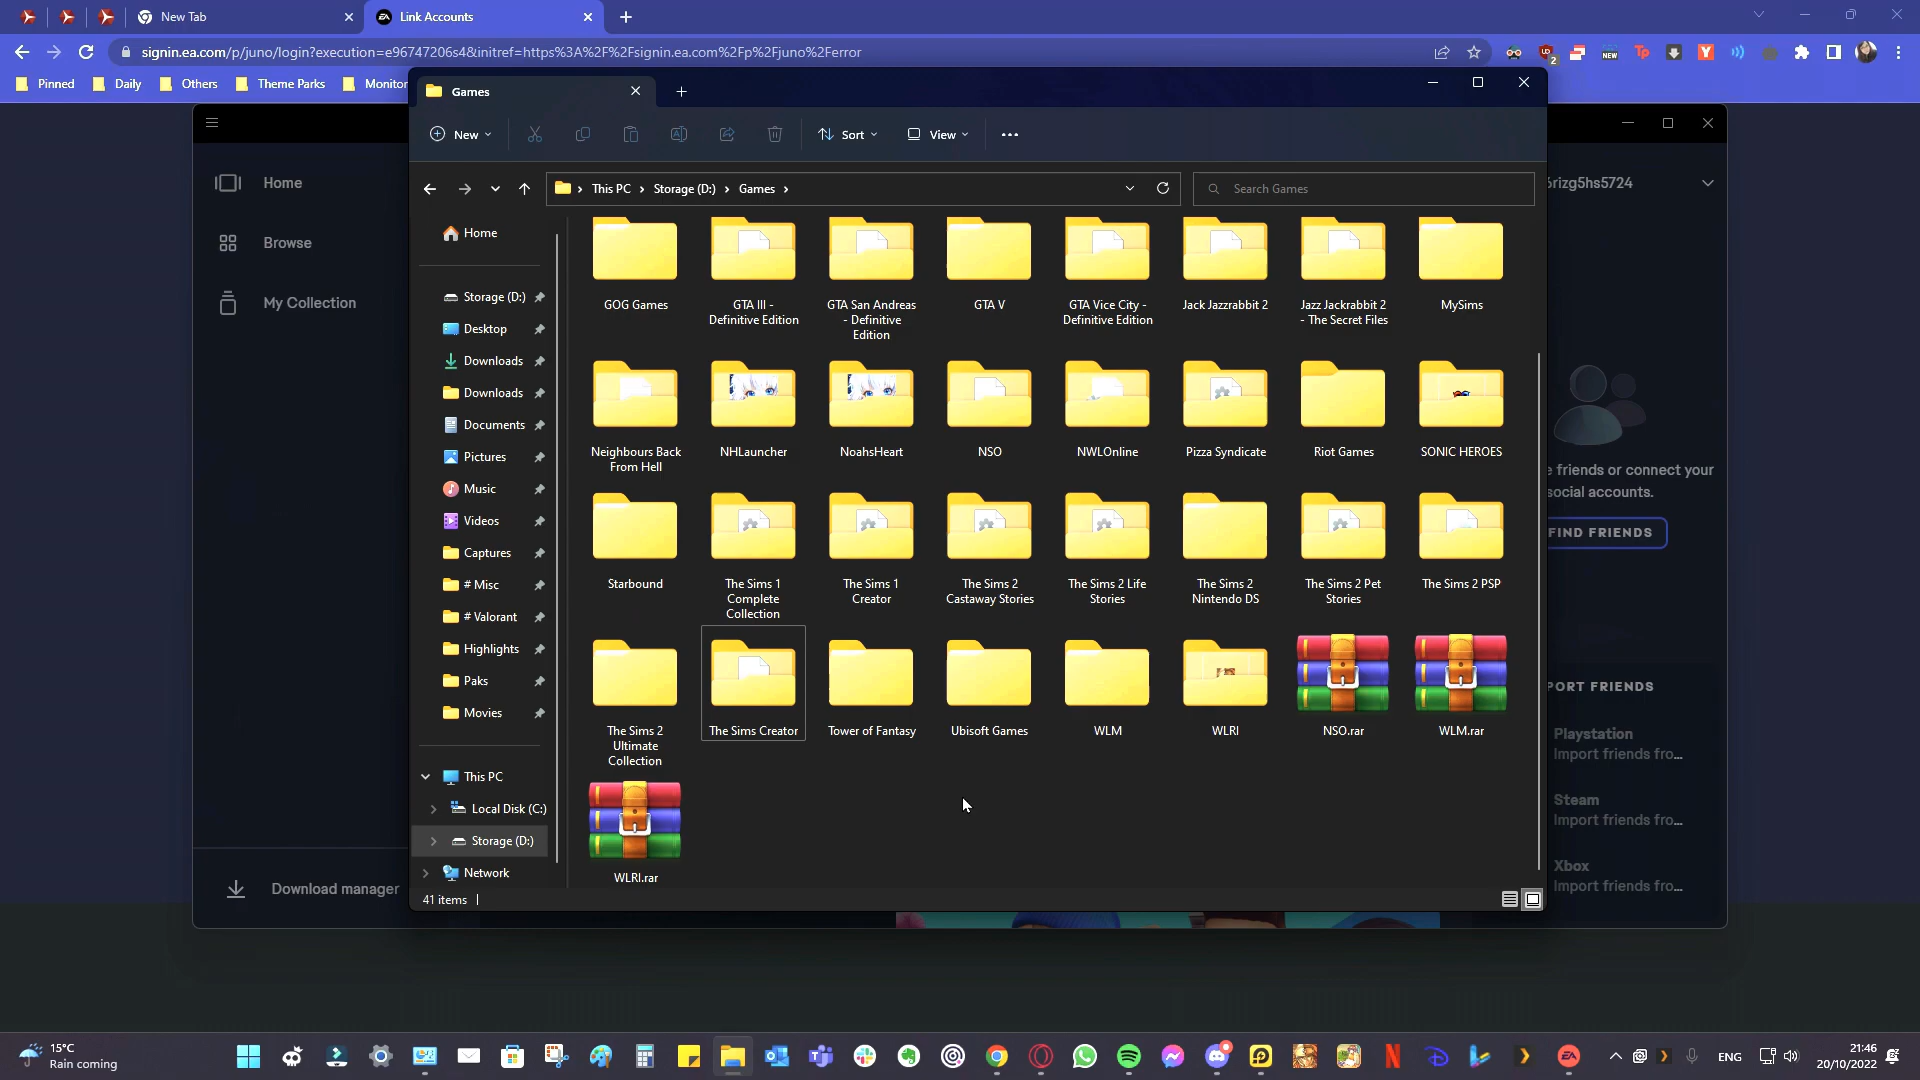 New Tab
Link Accounts
signin.ea.com/p/juno/login?execution=e96747206s4&initref=https%3A%2F%2Fsignin.ea.com%2Fp%2Fjuno%2Ferror
2
NEW
Pinned
Daily
Others
Theme Parks
Monitor
Games
New
Sort
View
This PC
Storage (D:)
Games
Search Games
Home
Browse
My Collection
Download manager
Home
Storage (D:)
Desktop
Downloads
Downloads
Documents
Pictures
Music
Videos
Captures
# Misc
# Valorant
Highlights
Paks
Movies
This PC
Local Disk (C:)
Storage (D:)
Network
GOG Games
GTA III -
Definitive Edition
GTA San Andreas
- Definitive
Edition
GTA V
GTA Vice City -
Definitive Edition
Jack Jazzrabbit 2
Jazz Jackrabbit 2
- The Secret Files
MySims
Neighbours Back
From Hell
NHLauncher
NoahsHeart
NSO
NWLOnline
Pizza Syndicate
Riot Games
SONIC HEROES
Starbound
The Sims 1
Complete
Collection
The Sims 1
Creator
The Sims 2
Castaway Stories
The Sims 2 Life
Stories
The Sims 2
Nintendo DS
The Sims 2 Pet
Stories
The Sims 2 PSP
The Sims 2
Ultimate
Collection
The Sims Creator
Tower of Fantasy
Ubisoft Games
WLM
WLRI
NSO.rar
WLM.rar
WLRI.rar
41 items
rizg5hs5724
e friends or connect your
social accounts.
FIND FRIENDS
PORT FRIENDS
Playstation
Import friends fro...
Steam
Import friends fro...
Xbox
Import friends fro...
15°C
Rain coming
ENG
21:46
20/10/2022